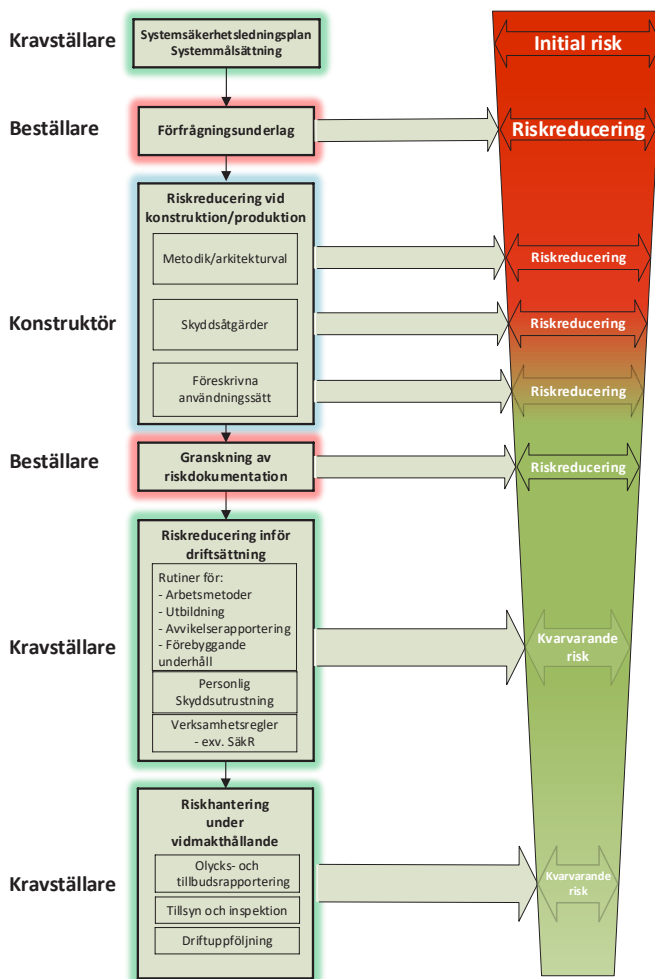 Kravställare
Systemsäkerhetsledningsplan
Systemmålsättning
Initial risk
Beställare
Förfrågningsunderlag
Riskreducering
Riskreducering vid
konstruktion/produktion
Metodik/arkitekturval
Riskreducering
Konstruktör
Skyddsåtgärder
Riskreducering
Föreskrivna
användningssätt
Riskreducering
Beställare
Granskning av
riskdokumentation
Riskreducering
Riskreducering inför
driftsättning
Rutiner för:
- Arbetsmetoder
- Utbildning
- Avvikelserapportering
- Förebyggande
underhåll
Kravställare
Kvarvarande
risk
Personlig
Skyddsutrustning
Verksamhetsregler
- exv. SäkR
Riskhantering
under
vidmakthållande
Olycks- och
tillbudsrapportering
Kravställare
Kvarvarande
risk
Tillsyn och inspektion
Driftuppföljning